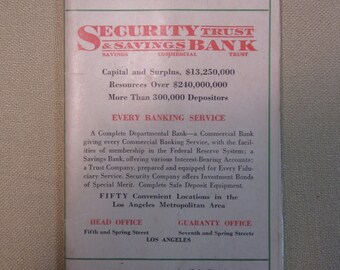 SECURITY TRUST
& SAVINGS BANK
SAVINGS COMMERCIAL TRUST
Capital and Surplus, $15,250,000
Resources Over $240,000,000
More Than 300,000 Depositors
EVERY BANKING SERVICE
A Complete Departmental Bank—a Commercial Bank
giving every Commercial Banking Service, with the facil-
ities of membership in the Federal Reserve System; a
Savings Bank, offering various Interest-Bearing Accounts;
a Trust Company, prepared and equipped for Every Fidu-
ciary Service. Security Company offers Investment Bonds
of Special Merit. Complete Safe Deposit Equipment.
FIFTY Convenient Locations in the
Los Angeles Metropolitan Area
HEAD OFFICE GUARANTY OFFICE
Fifth and Spring Streets Seventh and Spring Streets
LOS ANGELES